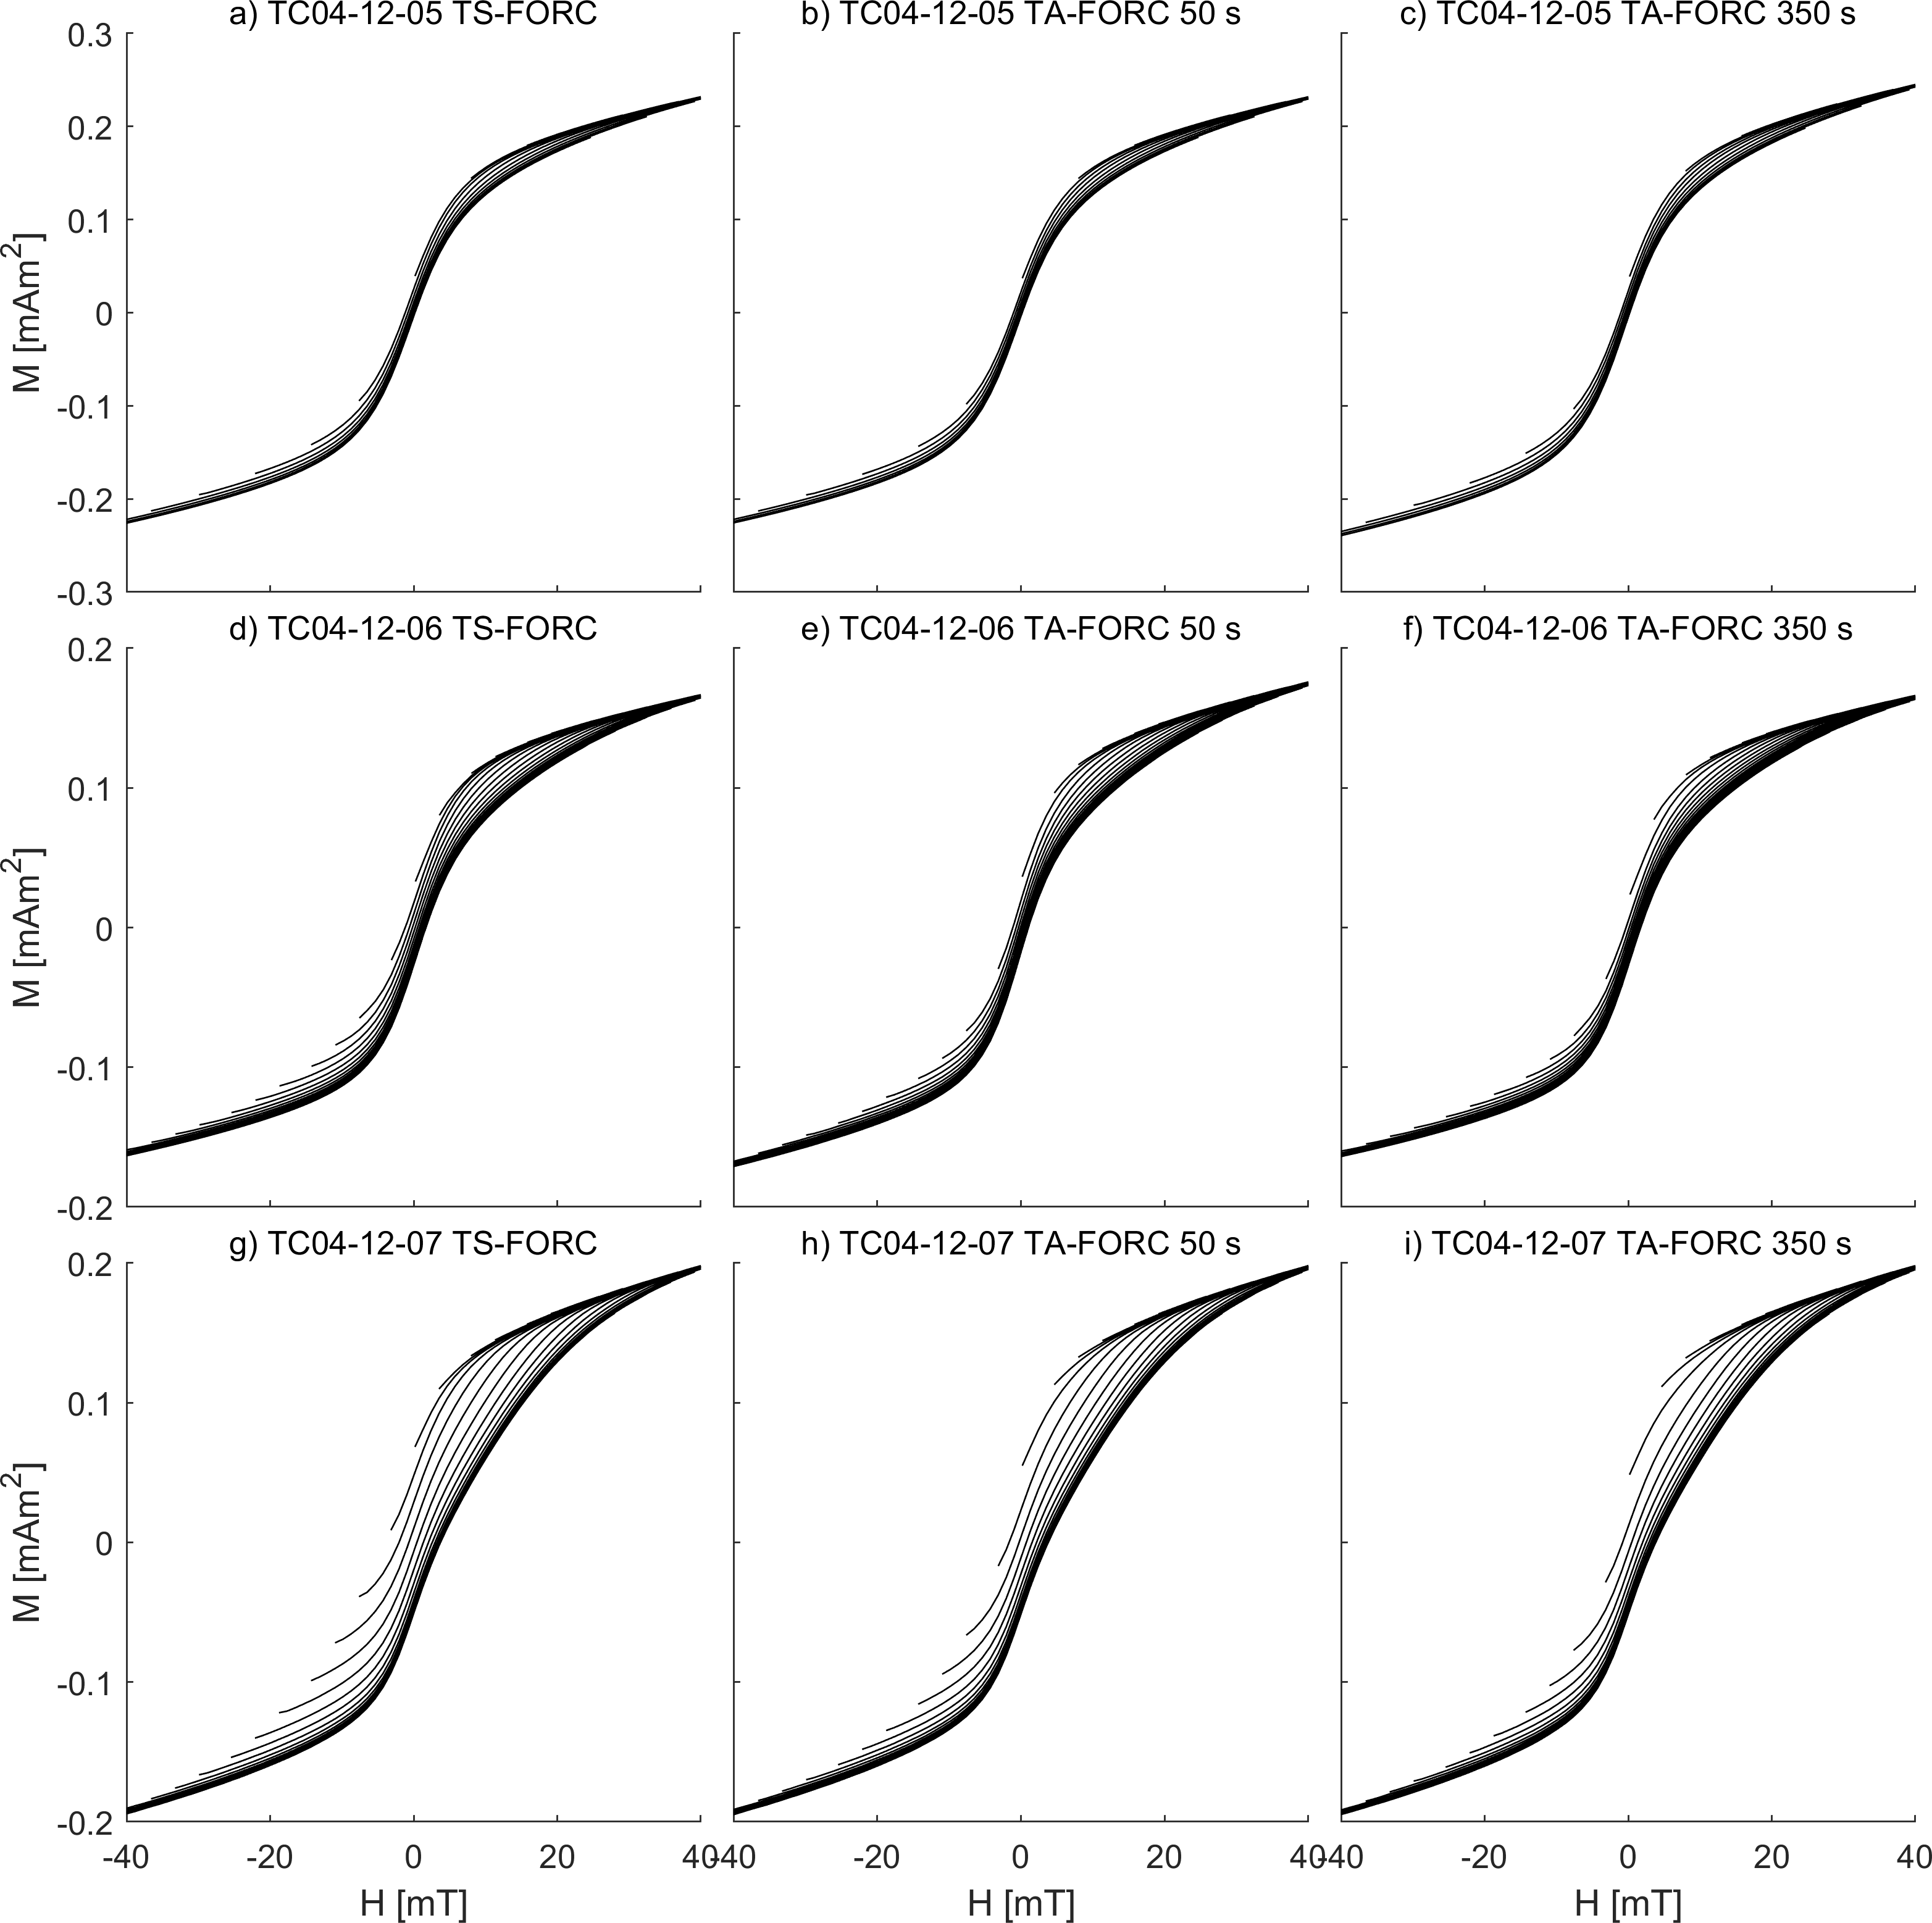 a) TC04-12-05 TS-FORC
b) TC04-12-05 TA-FORC 50 s
c) TC04-12-05 TA-FORC 350 s
0.3
0.2
0.1
0
-0.1
-0.2
-0.3
M [mAm2]
d) TC04-12-06 TS-FORC
e) TC04-12-06 TA-FORC 50 s
f) TC04-12-06 TA-FORC 350 s
0.2
0.1
0
-0.1
-0.2
M [mAm2]
g) TC04-12-07 TS-FORC
h) TC04-12-07 TA-FORC 50 s
i) TC04-12-07 TA-FORC 350 s
0.2
0.1
0
-0.1
-0.2
M [mAm2]
-40 -20 0 20 40
-40 -20 0 20 40
-40 -20 0 20 40
H [mT]
H [mT]
H [mT]